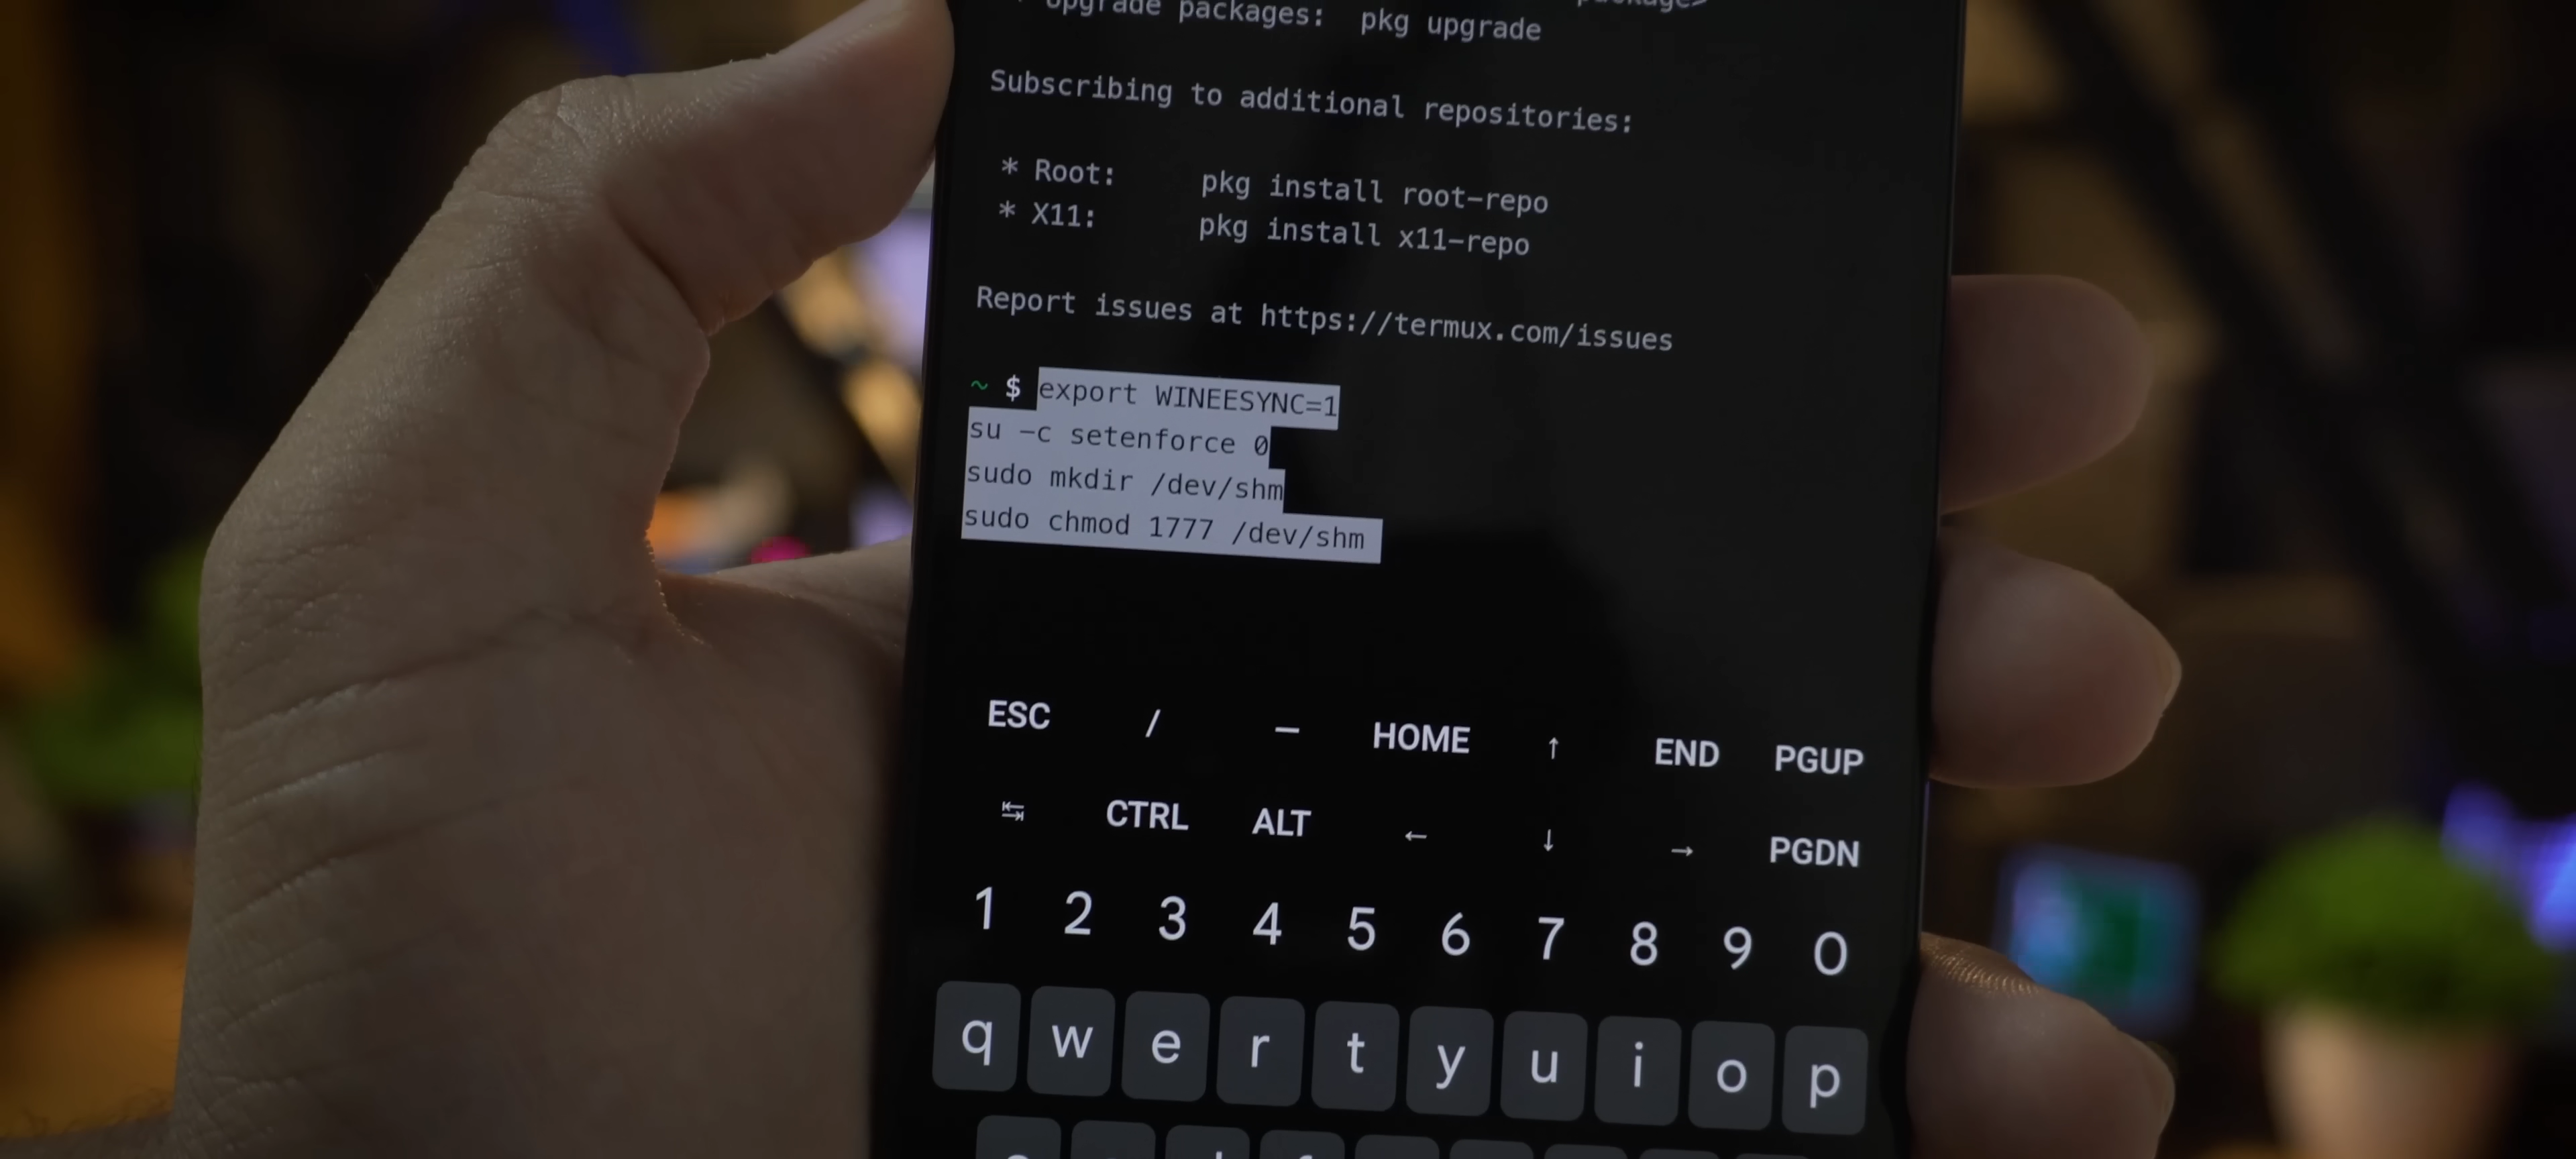 upgrade packages: pkg upgrade
Subscribing to additional repositories:
* Root: pkg install root-repo
* X11: pkg install x11-repo
Report issues at https://termux.com/issues
~ $ export WINEESYNC=1
su -c setenforce 0
sudo mkdir /dev/shm
sudo chmod 1777 /dev/shm
ESC / – HOME ↑ END PGUP
↹ CTRL ALT ← ↓ → PGDN
1 2 3 4 5 6 7 8 9 0
q w e r t y u i o p